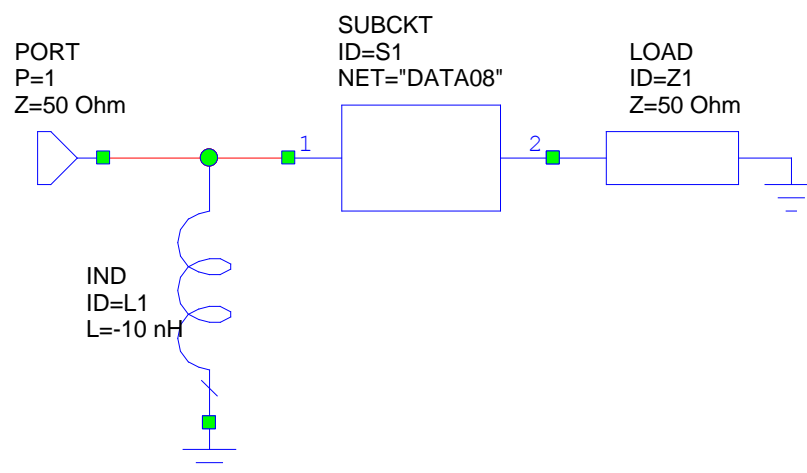 PORT
P=1
Z=50 Ohm
SUBCKT
ID=S1
NET="DATA08"
LOAD
ID=Z1
Z=50 Ohm
1
2
IND
ID=L1
L=-10 nH